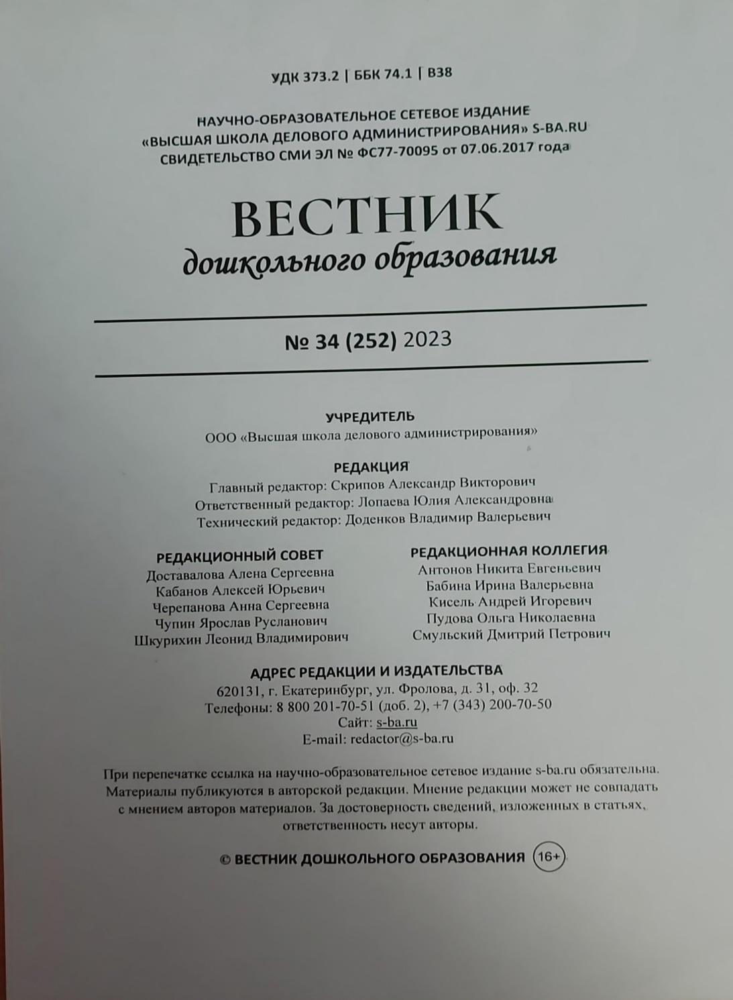 УДК 373.2 | ББК 74.1 | В38
НАУЧНО-ОБРАЗОВАТЕЛЬНОЕ СЕТЕВОЕ ИЗДАНИЕ
«ВЫСШАЯ ШКОЛА ДЕЛОВОГО АДМИНИСТРИРОВАНИЯ» S-BA.RU
СВИДЕТЕЛЬСТВО СМИ ЭЛ № ФС77-70095 от 07.06.2017 года
ВЕСТНИК
дошкольного образования
№ 34 (252) 2023
УЧРЕДИТЕЛЬ
ООО «Высшая школа делового администрирования»
РЕДАКЦИЯ
Главный редактор: Скрипов Александр Викторович
Ответственный редактор: Лопаева Юлия Александровна
Технический редактор: Доденков Владимир Валерьевич
РЕДАКЦИОННЫЙ СОВЕТ
Доставалова Алена Сергеевна
Кабанов Алексей Юрьевич
Черепанова Анна Сергеевна
Чупин Ярослав Русланович
Шкурихин Леонид Владимирович
РЕДАКЦИОННАЯ КОЛЛЕГИЯ
Антонов Никита Евгеньевич
Бабина Ирина Валерьевна
Кисель Андрей Игоревич
Пудова Ольга Николаевна
Смульский Дмитрий Петрович
АДРЕС РЕДАКЦИИ И ИЗДАТЕЛЬСТВА
620131, г. Екатеринбург, ул. Фролова, д. 31, оф. 32
Телефоны: 8 800 201-70-51 (доб. 2), +7 (343) 200-70-50
Сайт: s-ba.ru
E-mail: redactor@s-ba.ru
При перепечатке ссылка на научно-образовательное сетевое издание s-ba.ru обязательна.
Материалы публикуются в авторской редакции. Мнение редакции может не совпадать
с мнением авторов материалов. За достоверность сведений, изложенных в статьях,
ответственность несут авторы.
© ВЕСТНИК ДОШКОЛЬНОГО ОБРАЗОВАНИЯ 16+